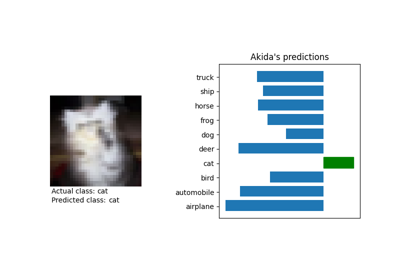 Akida's predictions
truck
ship
horse
frog
dog
deer
cat
bird
automobile
airplane
Actual class: cat
Predicted class: cat